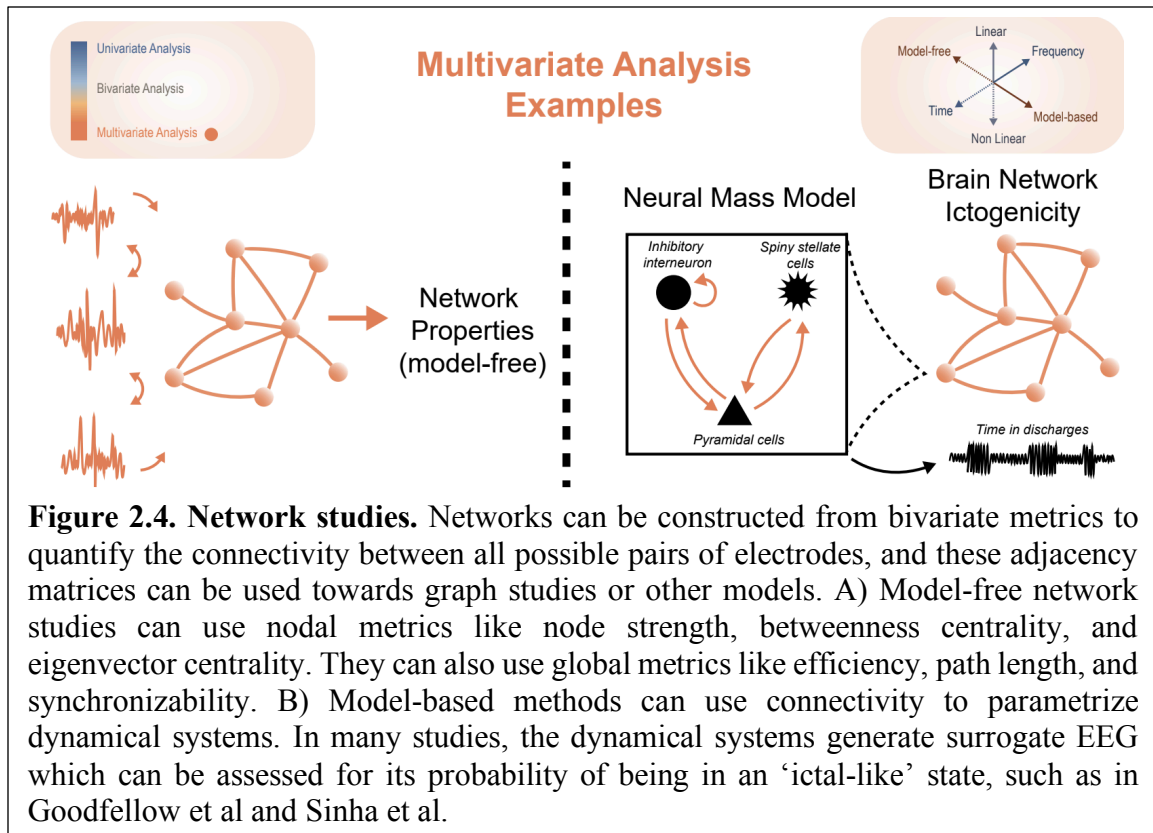 Univariate Analysis
Bivariate Analysis
Multivariate Analysis
Multivariate Analysis
Examples
Linear
Model-free
Frequency
Time
Model-based
Non Linear
Network
Properties
(model-free)
Neural Mass Model
Inhibitory
interneuron
Spiny stellate
cells
Pyramidal cells
Brain Network
Ictogenicity
Time in discharges
Figure 2.4. Network studies. Networks can be constructed from bivariate metrics to
quantify the connectivity between all possible pairs of electrodes, and these adjacency
matrices can be used towards graph studies or other models. A) Model-free network
studies can use nodal metrics like node strength, betweenness centrality, and
eigenvector centrality. They can also use global metrics like efficiency, path length, and
synchronizability. B) Model-based methods can use connectivity to parametrize
dynamical systems. In many studies, the dynamical systems generate surrogate EEG
which can be assessed for its probability of being in an ‘ictal-like’ state, such as in
Goodfellow et al and Sinha et al.